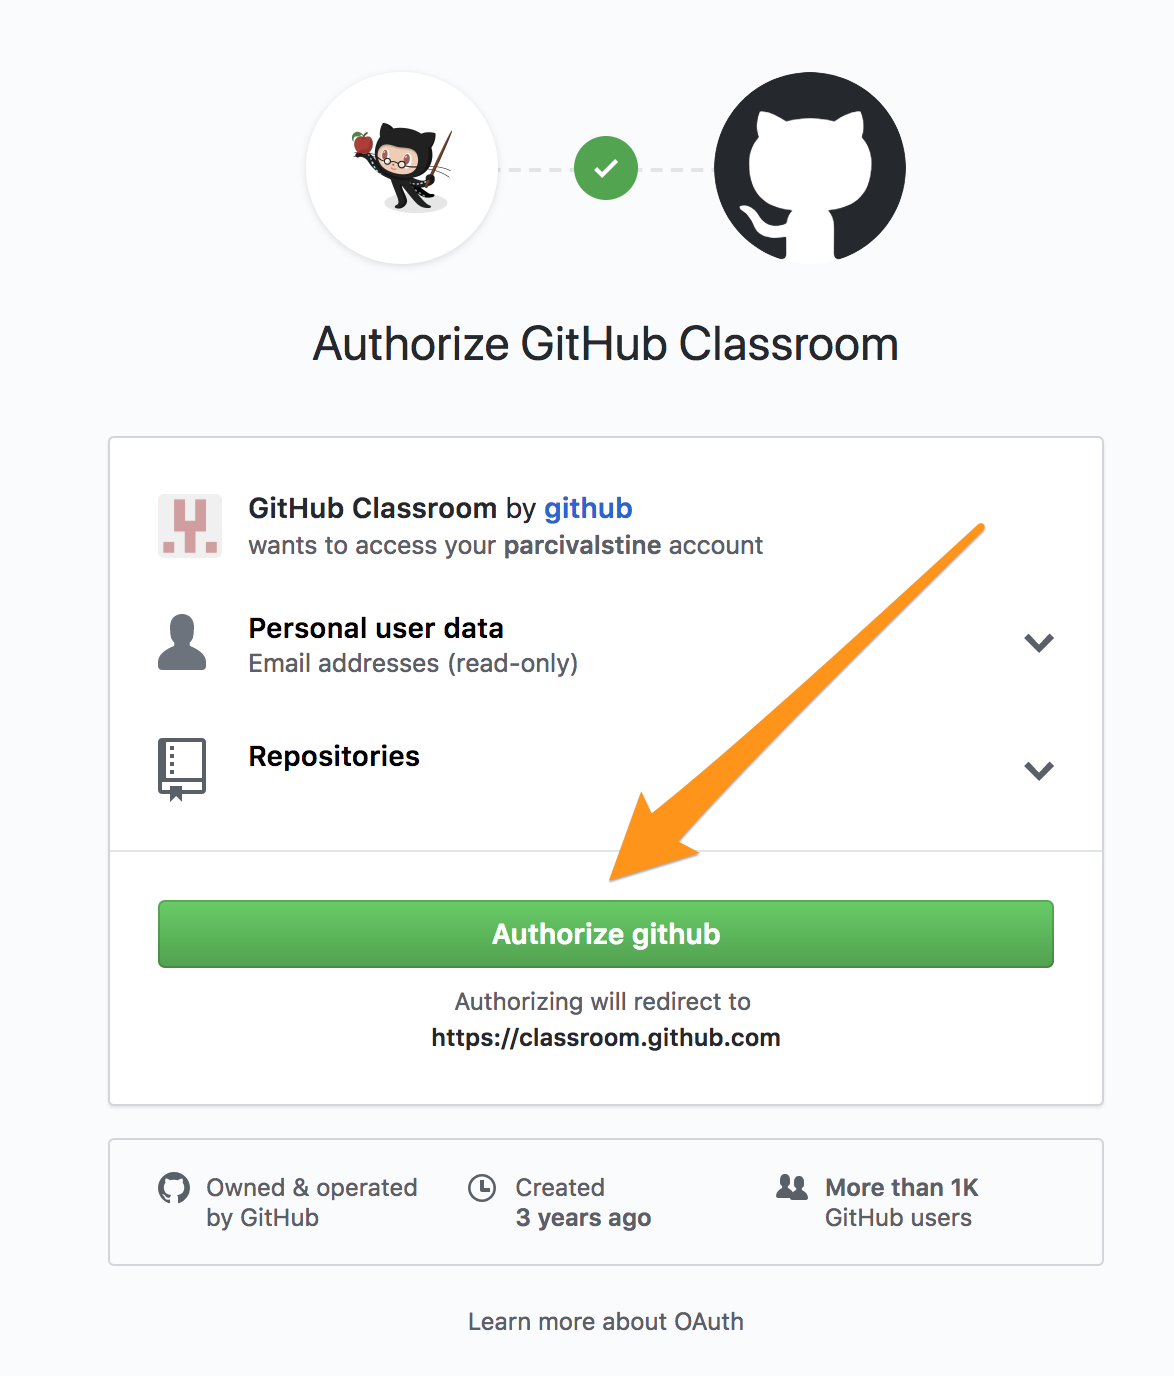 Authorize GitHub Classroom
GitHub Classroom by github
wants to access your parcivalstine account
Personal user data
Email addresses (read-only)
Repositories
Authorize github
Authorizing will redirect to
https://classroom.github.com
Owned & operated
by GitHub
Created
3 years ago
More than 1K
GitHub users
Learn more about OAuth